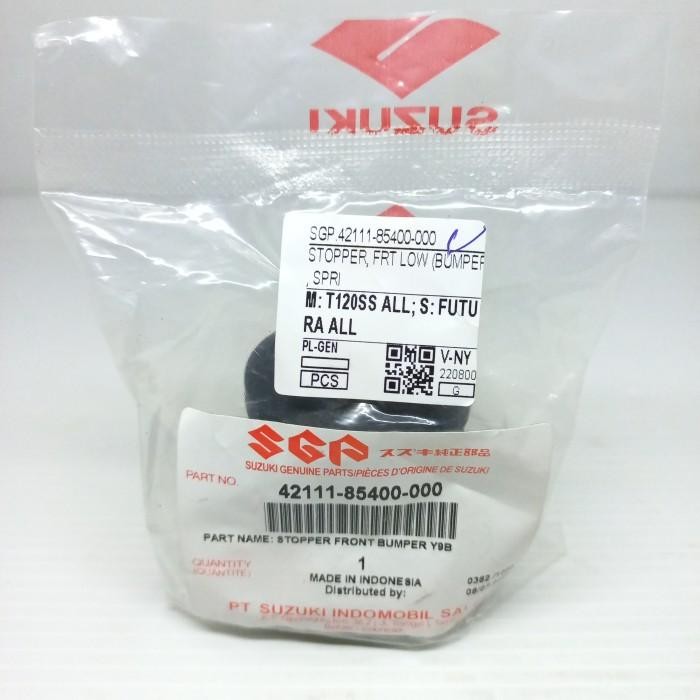 SUZUKI
SGP.42111-85400-000
STOPPER, FRT LOW (BUMPER
, SPRI
M: T120SS ALL; S: FUTU
RA ALL
PL-GEN
V-NY
PCS
220800
G
SGP スズキ純正部品
SUZUKI GENUINE PARTS/PIÈCES D'ORIGINE DE SUZUKI
PART NO.
42111-85400-000
PART NAME: STOPPER FRONT BUMPER Y9B
QUANTITY
(QUANTITÉ)
1
MADE IN INDONESIA
Distributed by:
0382
PT SUZUKI INDOMOBIL